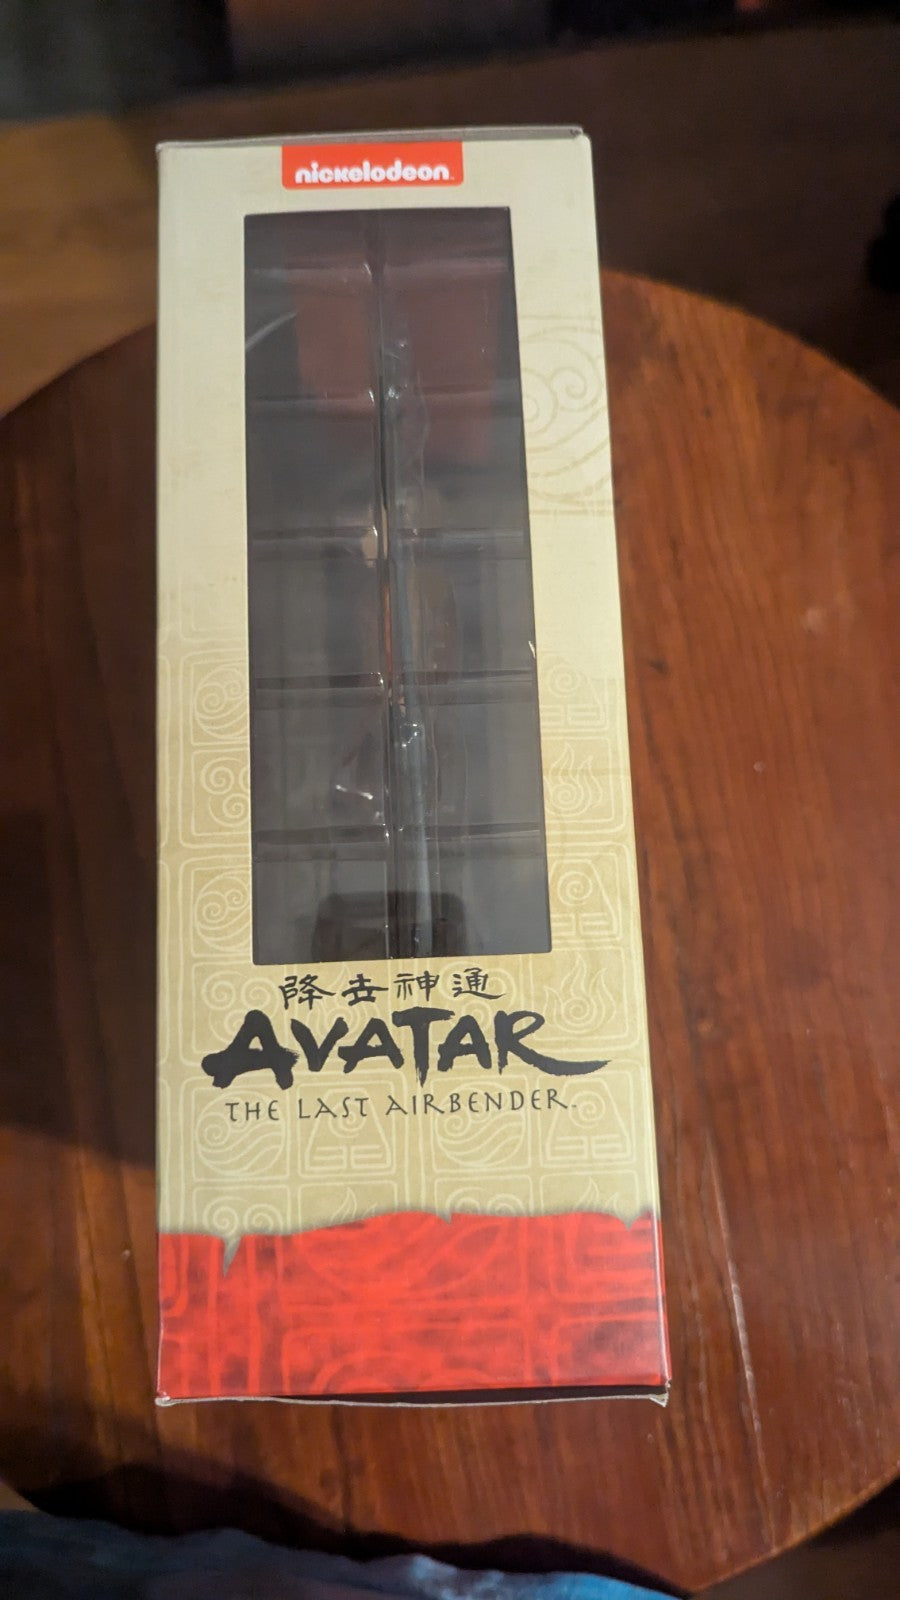 nickelodeon
降去神通
AVATAR
THE LAST AIRBENDER.